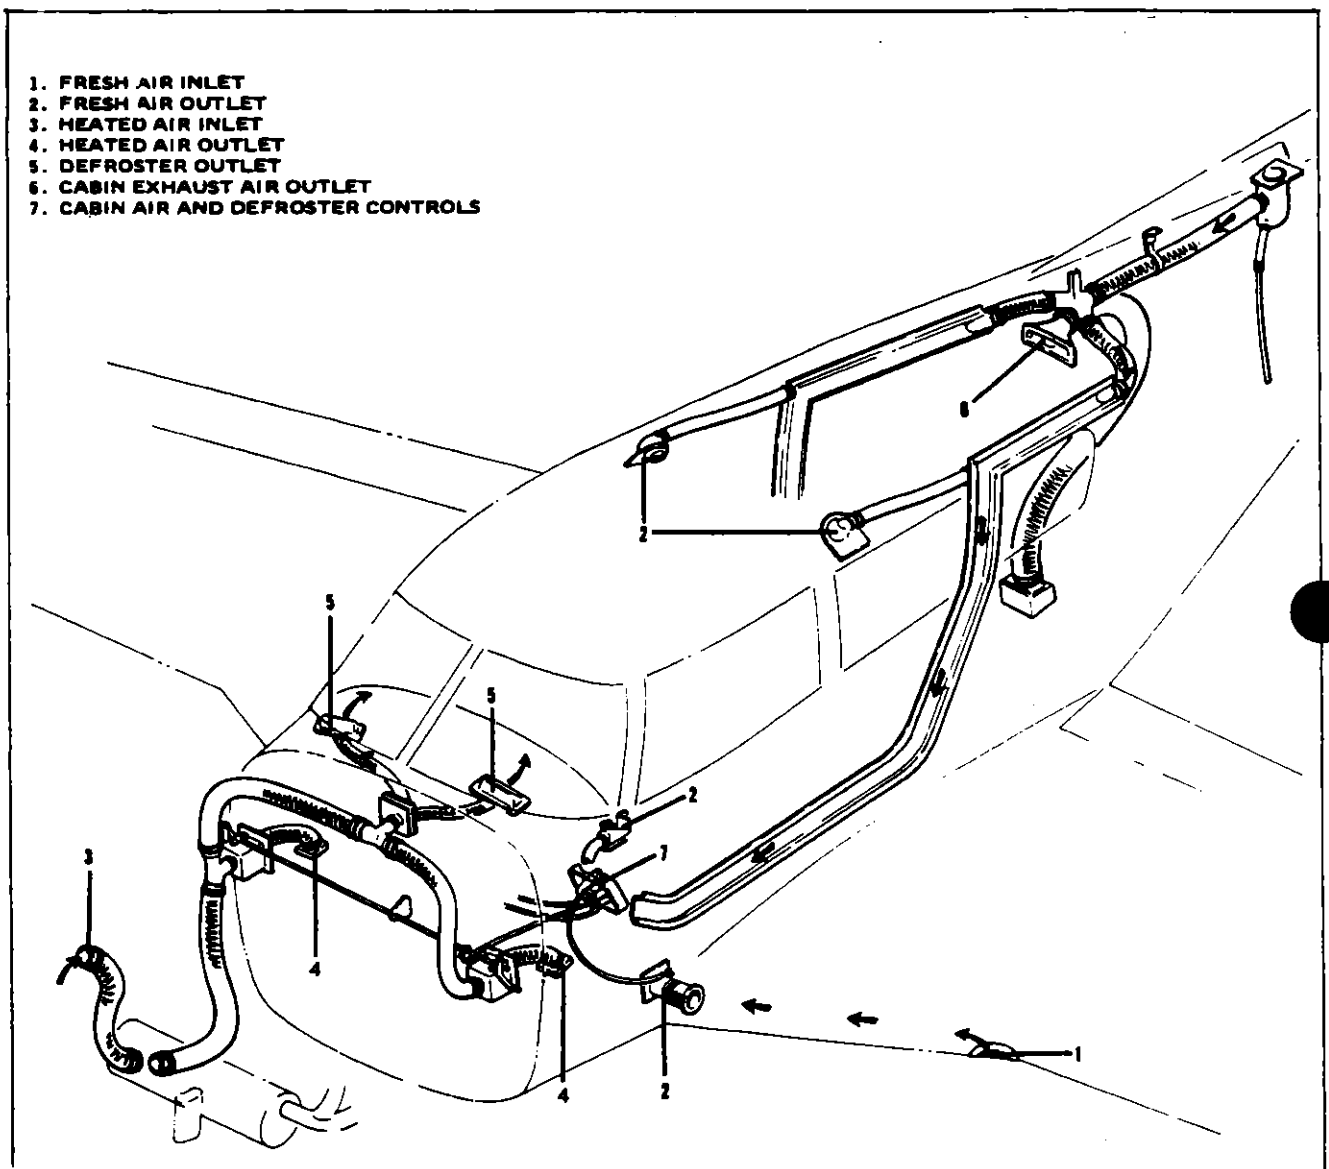 1. FRESH AIR INLET
2. FRESH AIR OUTLET
3. HEATED AIR INLET
4. HEATED AIR OUTLET
5. DEFROSTER OUTLET
6. CABIN EXHAUST AIR OUTLET
7. CABIN AIR AND DEFROSTER CONTROLS
6
2
5
5
2
7
3
4
1
4
2